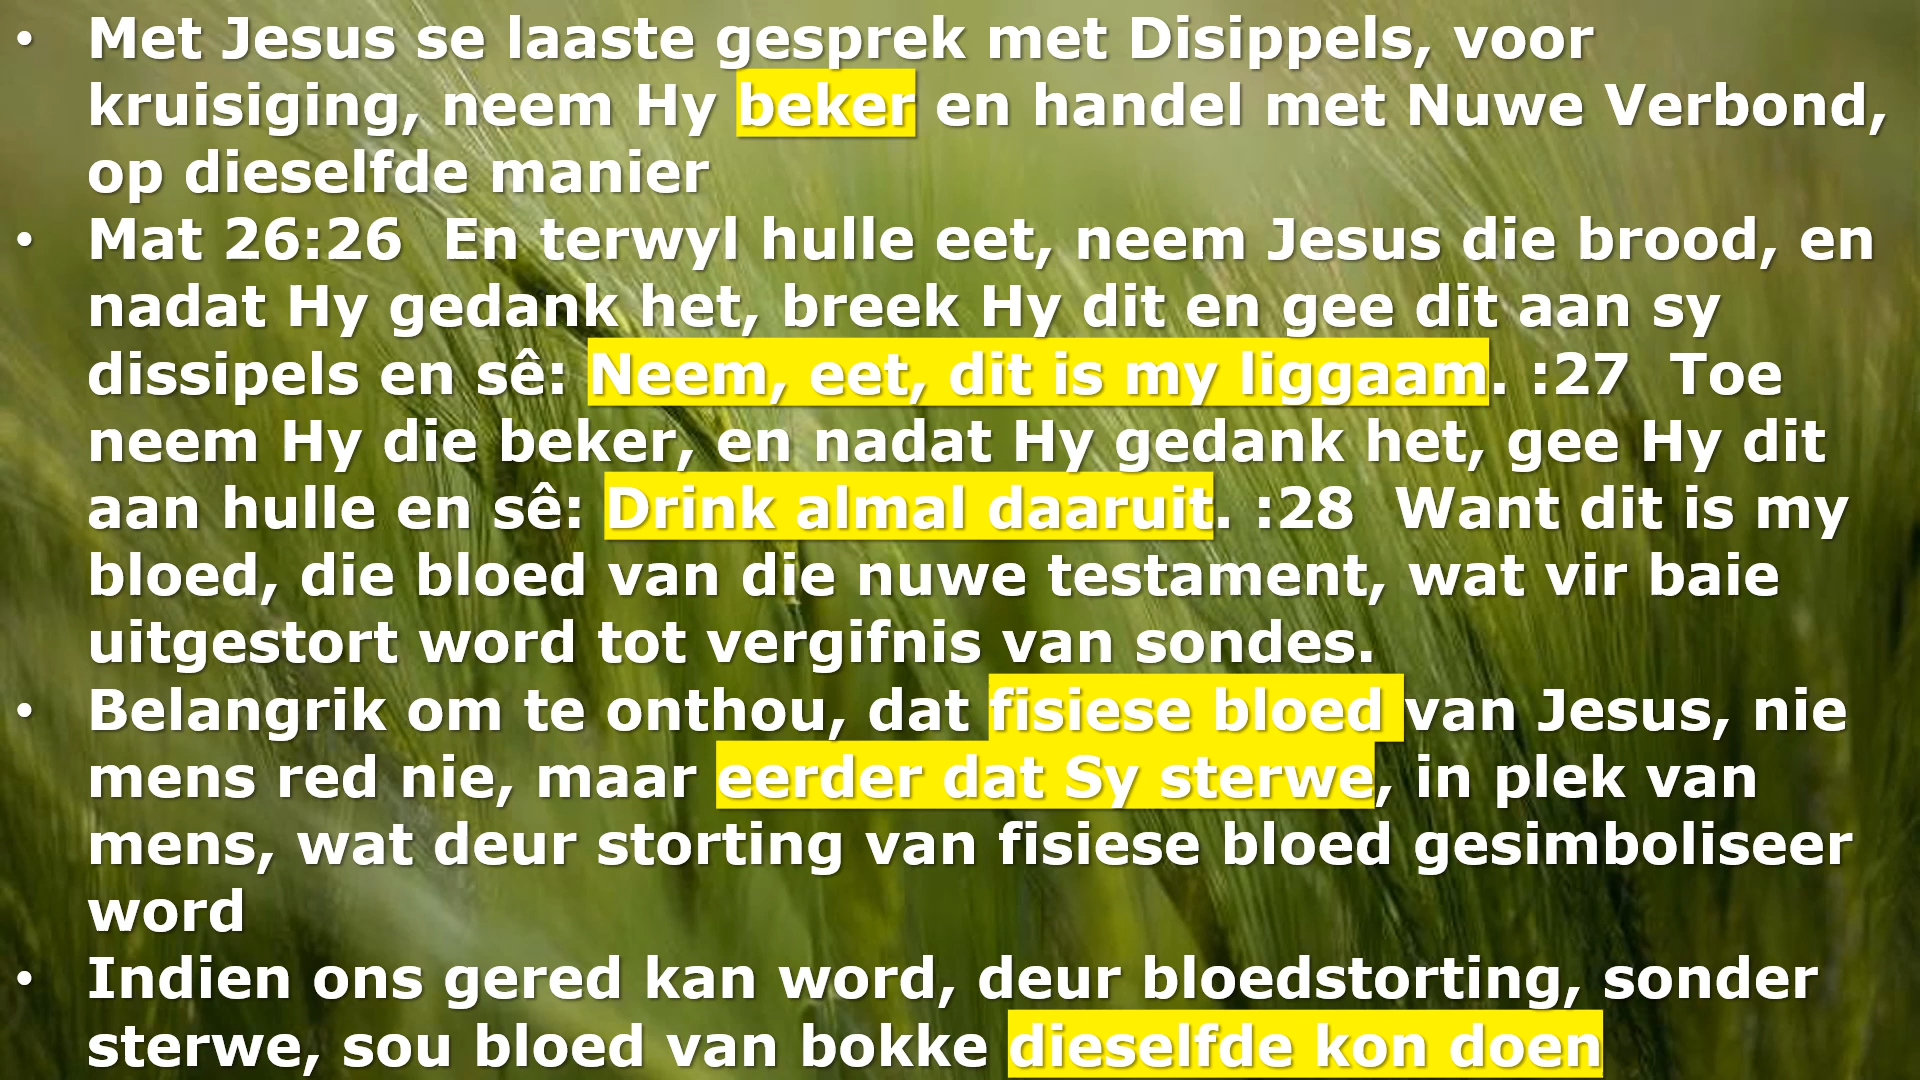 • Met Jesus se laaste gesprek met Disippels, voor
kruisiging, neem Hy beker en handel met Nuwe Verbond,
op dieselfde manier
• Mat 26:26  En terwyl hulle eet, neem Jesus die brood, en
nadat Hy gedank het, breek Hy dit en gee dit aan sy
dissipels en sê: Neem, eet, dit is my liggaam. :27  Toe
neem Hy die beker, en nadat Hy gedank het, gee Hy dit
aan hulle en sê: Drink almal daaruit. :28  Want dit is my
bloed, die bloed van die nuwe testament, wat vir baie
uitgestort word tot vergifnis van sondes.
• Belangrik om te onthou, dat fisiese bloed van Jesus, nie
mens red nie, maar eerder dat Sy sterwe, in plek van
mens, wat deur storting van fisiese bloed gesimboliseer
word
• Indien ons gered kan word, deur bloedstorting, sonder
sterwe, sou bloed van bokke dieselfde kon doen